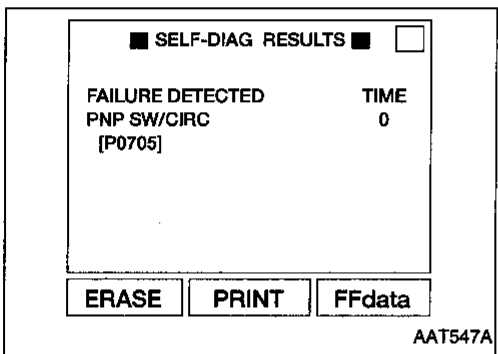 ■ SELF-DIAG RESULTS ■
FAILURE DETECTED TIME
PNP SW/CIRC 0
[P0705]
ERASE PRINT FFdata
AAT547A